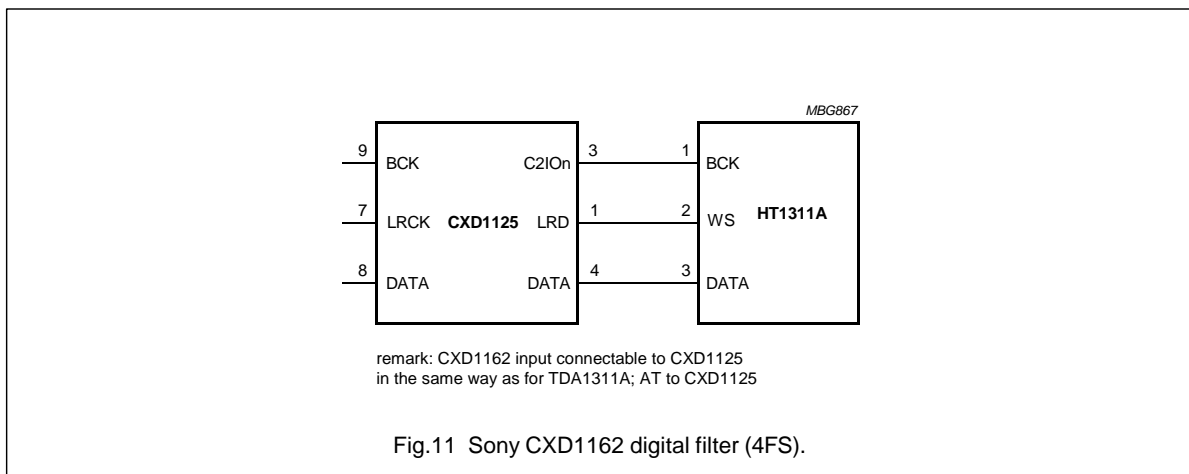 MBG867
9 BCK C2IOn 3 1 BCK
7 LRCK CXD1125 LRD 1 2 WS HT1311A
8 DATA DATA 4 3 DATA
remark: CXD1162 input connectable to CXD1125
in the same way as for TDA1311A; AT to CXD1125
Fig.11 Sony CXD1162 digital filter (4FS).